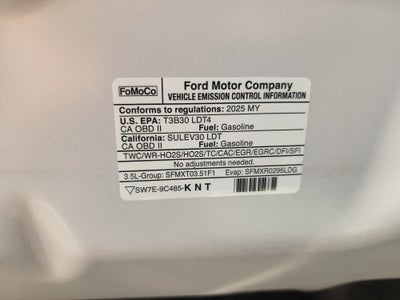 FoMoCo
Ford Motor Company
VEHICLE EMISSION CONTROL INFORMATION
Conforms to regulations: 2025 MY
U.S. EPA: T3B30 LDT4
CA OBD II Fuel: Gasoline
California: SULEV30 LDT
CA OBD II Fuel: Gasoline
TWC/WR-HO2S/HO2S/TC/CAC/EGR/EGRC/DFI/SFI
No adjustments needed.
3.5L-Group: SFMXT03.51F1 Evap: SFMXR0295LDG
SW7E-9C485-KNT